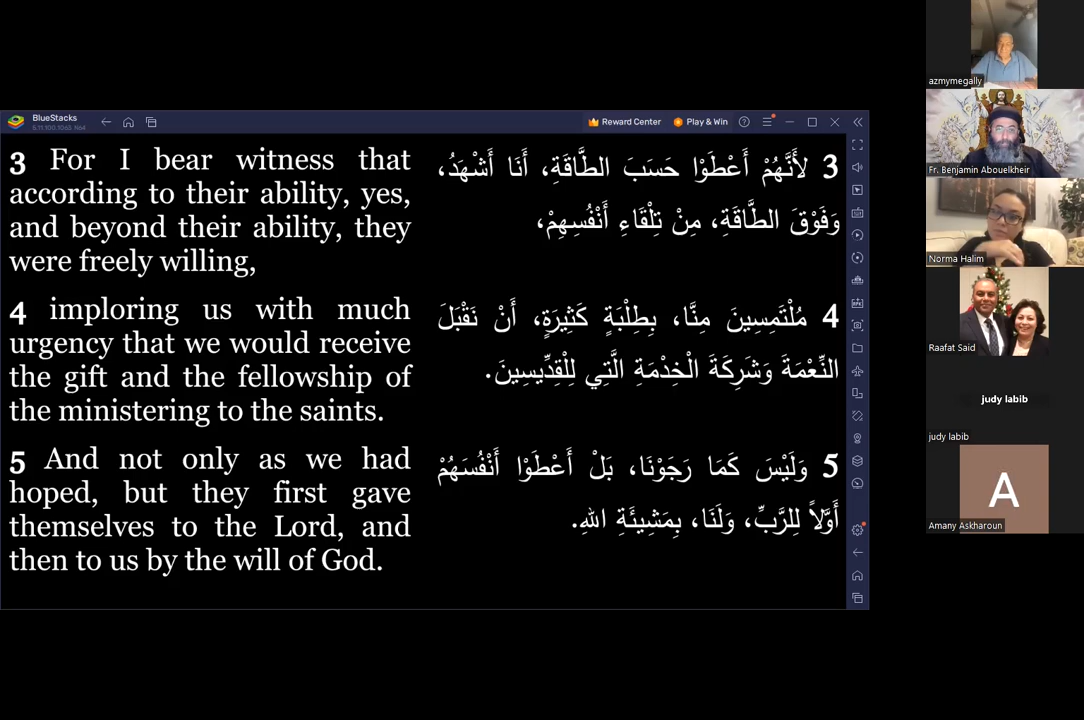 BlueStacks
5.11.100.1063 N64
Reward Center
Play & Win
3 For I bear witness that
according to their ability, yes,
and beyond their ability, they
were freely willing,
4 imploring us with much
urgency that we would receive
the gift and the fellowship of
the ministering to the saints.
5 And not only as we had
hoped, but they first gave
themselves to the Lord, and
then to us by the will of God.
3 لأَنَّهُمْ أَعْطَوْا حَسَبَ الطَّاقَةِ، أَنَا أَشْهَدُ،
وَفَوْقَ الطَّاقَةِ، مِنْ تِلْقَاءِ أَنْفُسِهِمْ،
4 مُلْتَمِسِينَ مِنَّا، بِطِلْبَةٍ كَثِيرَةٍ، أَنْ نَقْبَلَ
النِّعْمَةَ وَشَرِكَةَ الْخِدْمَةِ الَّتِي لِلْقِدِّيسِينَ.
5 وَلَيْسَ كَمَا رَجَوْنَا، بَلْ أَعْطَوْا أَنْفُسَهُمْ
أَوَّلاً لِلرَّبِّ، وَلَنَا، بِمَشِيئَةِ اللهِ.
azmymegally
Fr. Benjamin Abouelkheir
Norma Halim
Raafat Said
judy labib
judy labib
A
Amany Askharoun